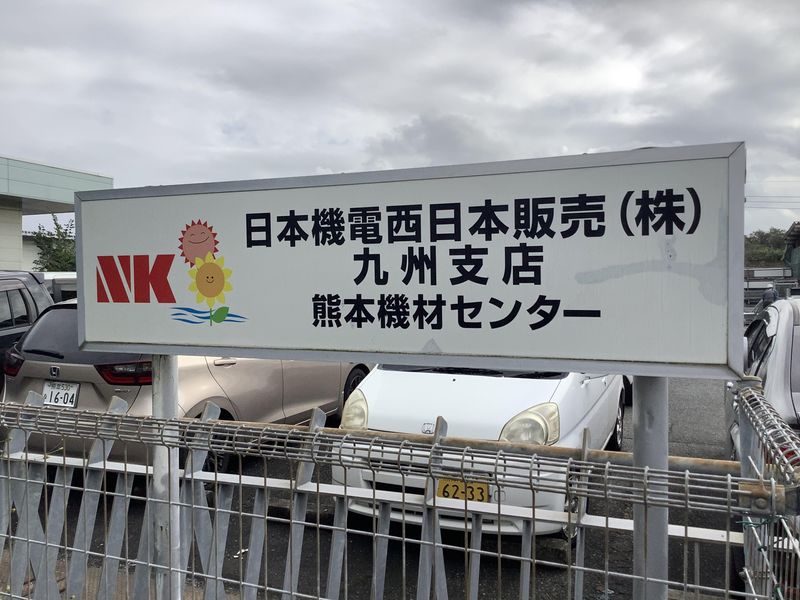 日本機電西日本販売(株)
九州支店
熊本機材センター
NK
16-04
62-33